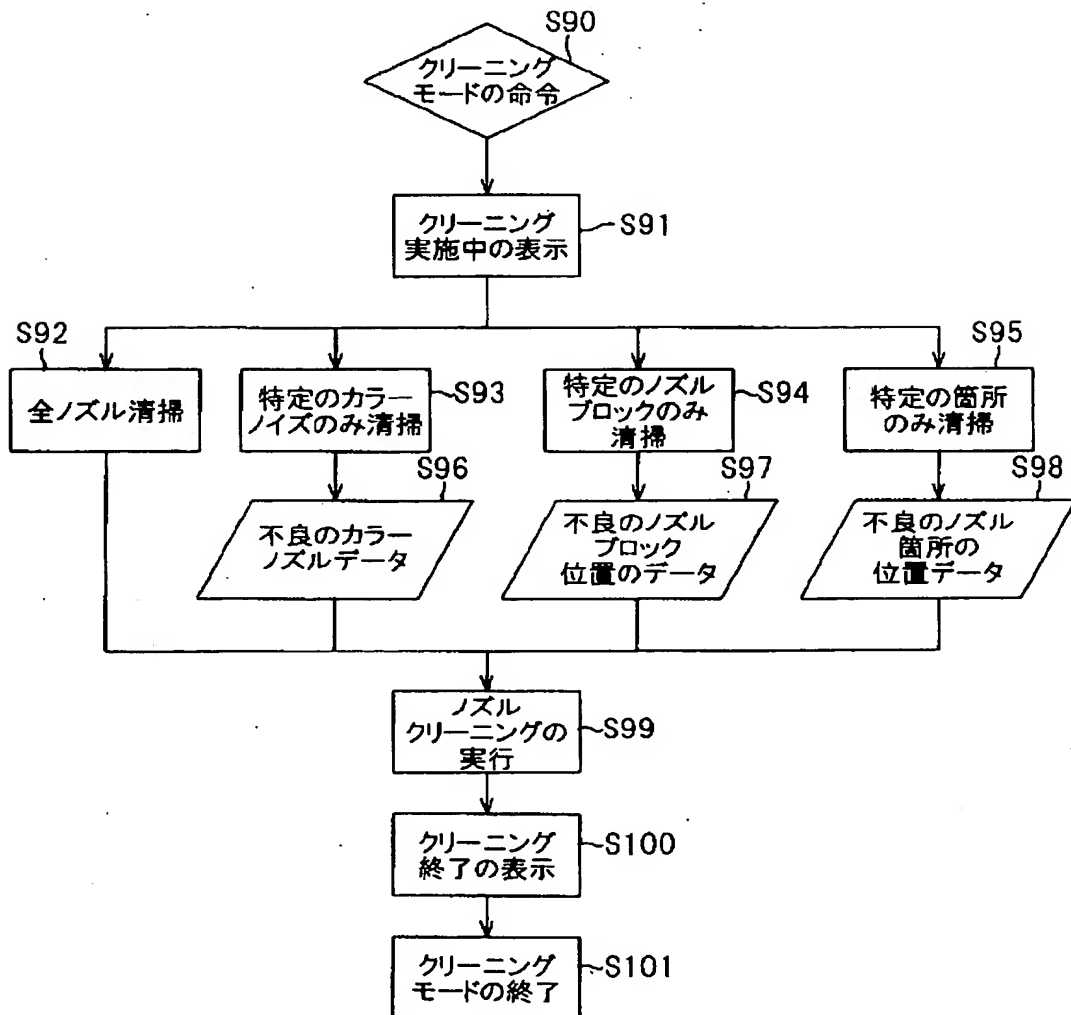 S90
クリーニング
モードの命令
クリーニング
実施中の表示
S91
S92
全ノズル清掃
特定のカラー
ノイズのみ清掃
S93
特定のノズル
ブロックのみ
清掃
S94
S95
特定の箇所
のみ清掃
S96
不良のカラー
ノズルデータ
S97
不良のノズル
ブロック
位置のデータ
S98
不良のノズル
箇所の
位置データ
ノズル
クリーニングの
実行
S99
クリーニング
終了の表示
S100
クリーニング
モードの終了
S101